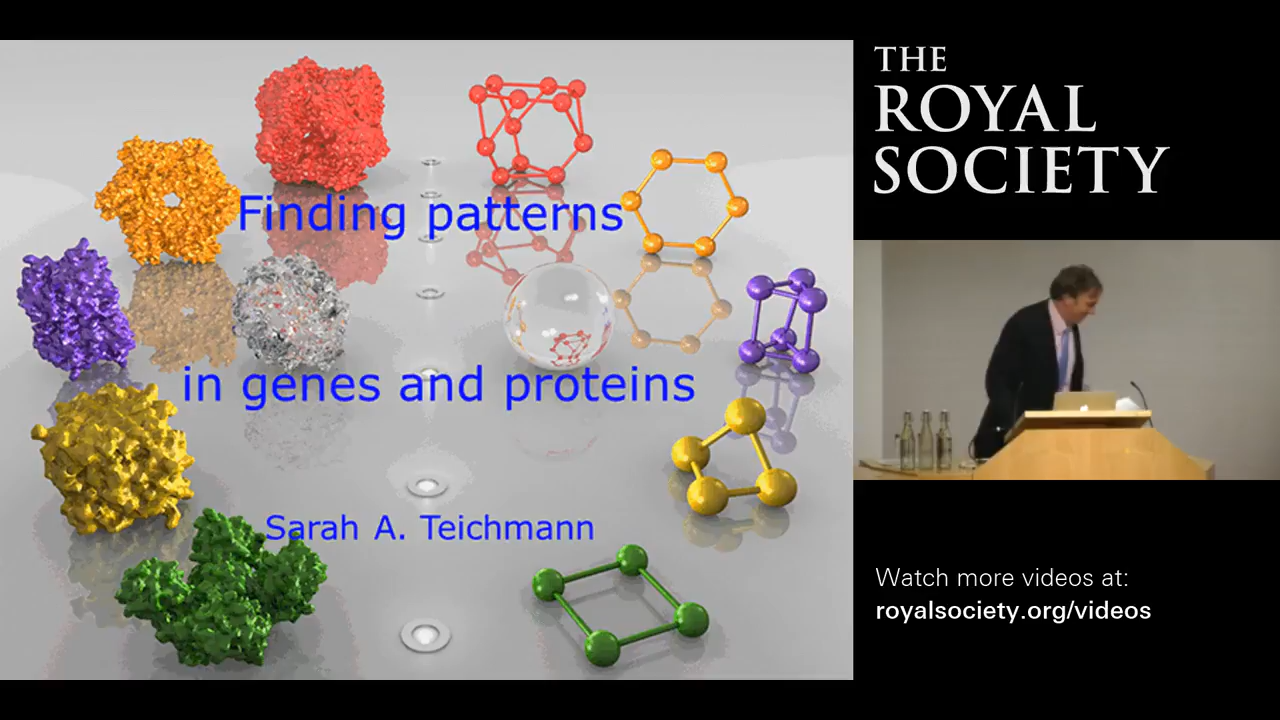 Finding patterns
in genes and proteins
Sarah A. Teichmann
THE
ROYAL
SOCIETY
Watch more videos at:
royalsociety.org/videos